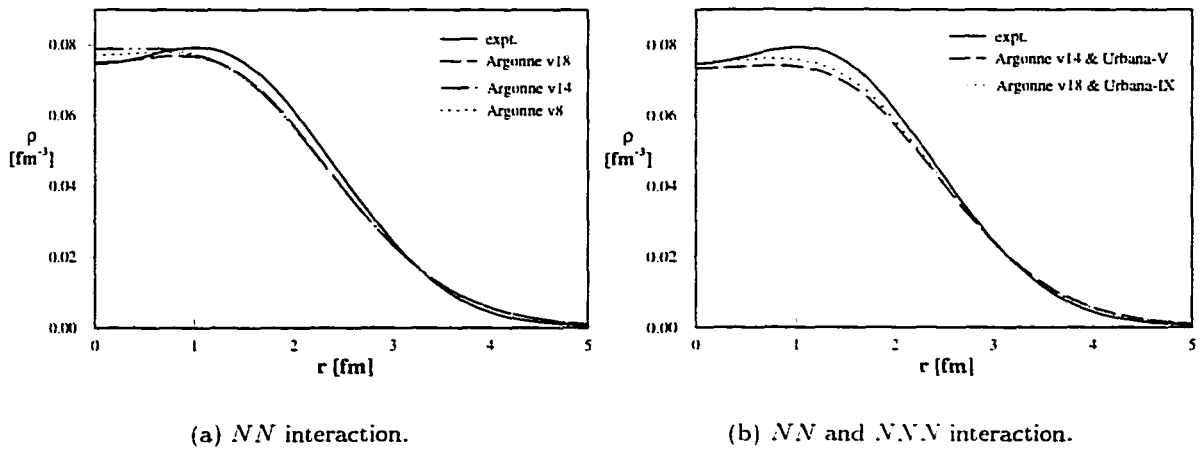 0.08
0.06
ρ
[fm⁻³]
0.04
0.02
0.00
0 1 2 3 4 5
r [fm]
expt.
Argonne v18
Argonne v14
Argonne v8
(a) NN interaction.
0.08
0.06
ρ
[fm⁻³]
0.04
0.02
0.00
0 1 2 3 4 5
r [fm]
expt.
Argonne v14 & Urbana-V
Argonne v18 & Urbana-IX
(b) NN and NNN interaction.